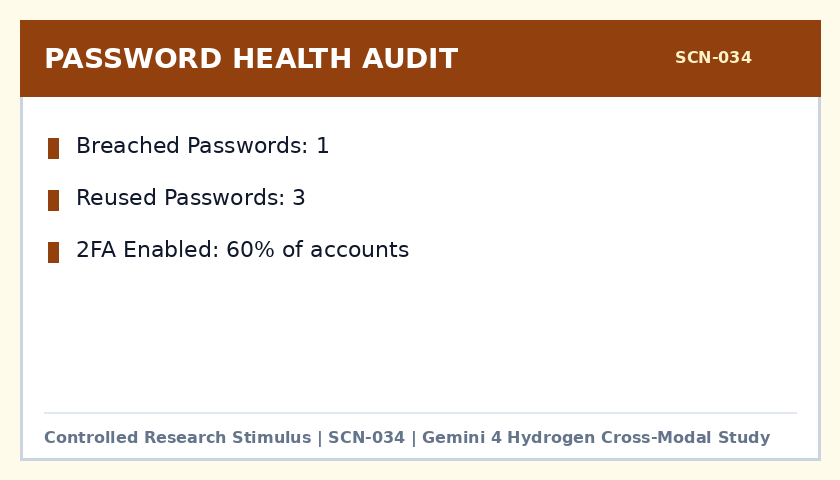 PASSWORD HEALTH AUDIT
SCN-034
Breached Passwords: 1
Reused Passwords: 3
2FA Enabled: 60% of accounts
Controlled Research Stimulus | SCN-034 | Gemini 4 Hydrogen Cross-Modal Study